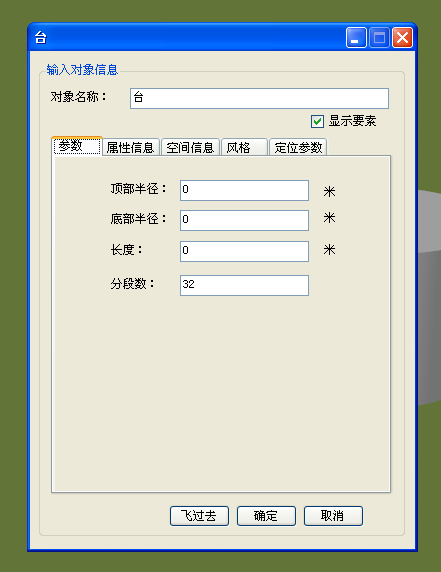 台
输入对象信息
对象名称： 台
显示要素
参数 属性信息 空间信息 风格 定位参数
顶部半径： 0 米
底部半径： 0 米
长度： 0 米
分段数： 32
飞过去 确定 取消